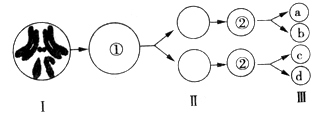 ① ② a
b
② c
d
Ⅰ Ⅱ Ⅲ